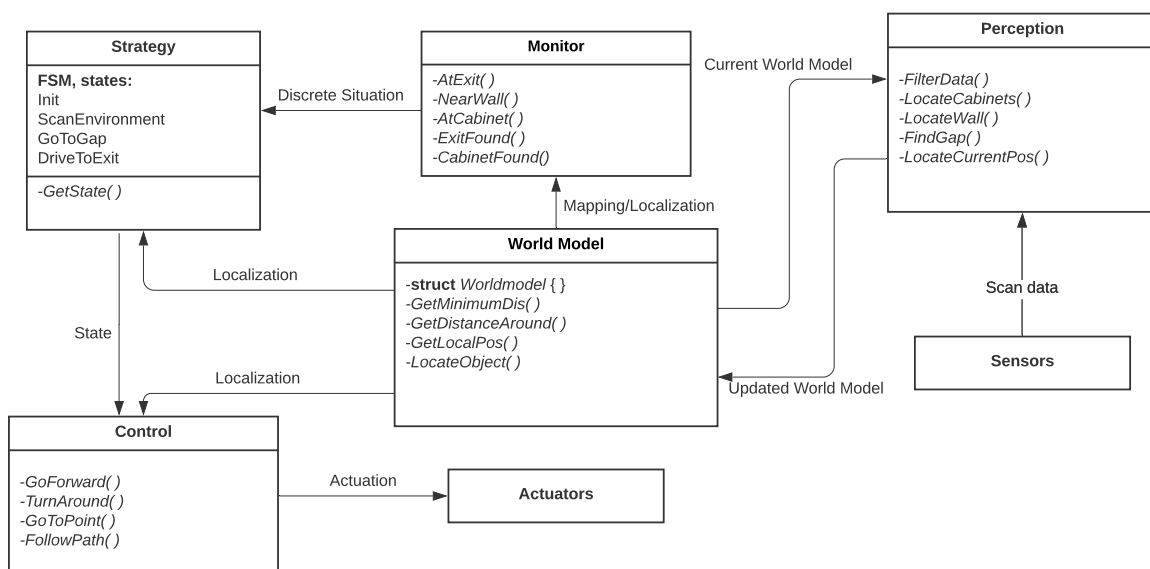 Strategy
FSM, states:
Init
ScanEnvironment
GoToGap
DriveToExit
-GetState( )
Discrete Situation
Monitor
-AtExit( )
-NearWall( )
-AtCabinet( )
-ExitFound( )
-CabinetFound()
Current World Model
Perception
-FilterData( )
-LocateCabinets( )
-LocateWall( )
-FindGap( )
-LocateCurrentPos( )
Mapping/Localization
World Model
-struct Worldmodel { }
-GetMinimumDis( )
-GetDistanceAround( )
-GetLocalPos( )
-LocateObject( )
Localization
Scan data
State
Sensors
Localization
Updated World Model
Control
-GoForward( )
-TurnAround( )
-GoToPoint( )
-FollowPath( )
Actuation
Actuators